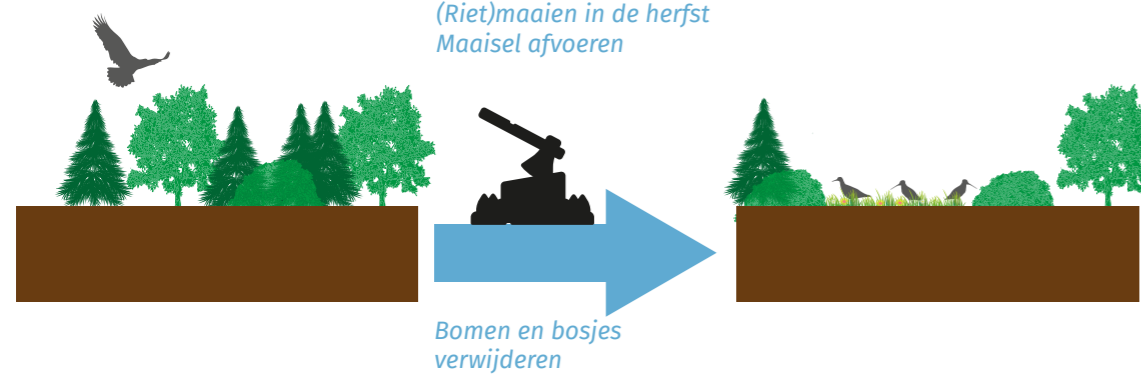 (Riet)maaien in de herfst
Maaisel afvoeren
Bomen en bosjes
verwijderen